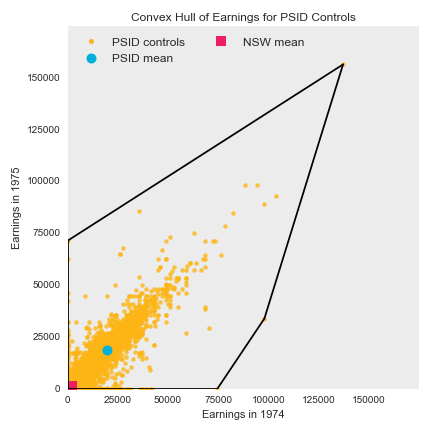 Convex Hull of Earnings for PSID Controls
PSID controls
NSW mean
PSID mean
Earnings in 1975
150000
125000
100000
75000
50000
25000
0
0
25000
50000
75000
100000
125000
150000
Earnings in 1974